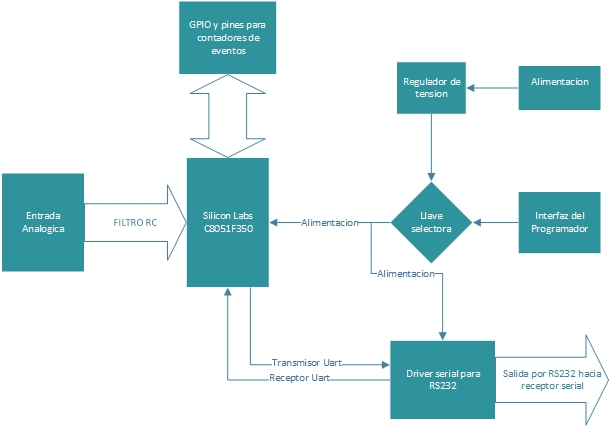 GPIO y pines para
contadores de
eventos
Regulador de
tension
Alimentacion
Entrada
Analogica
FILTRO RC
Silicon Labs
C8051F350
Alimentacion
Llave
selectora
Interfaz del
Programador
Alimentacion
Transmisor Uart
Receptor Uart
Driver serial para
RS232
Salida por RS232 hacia
receptor serial